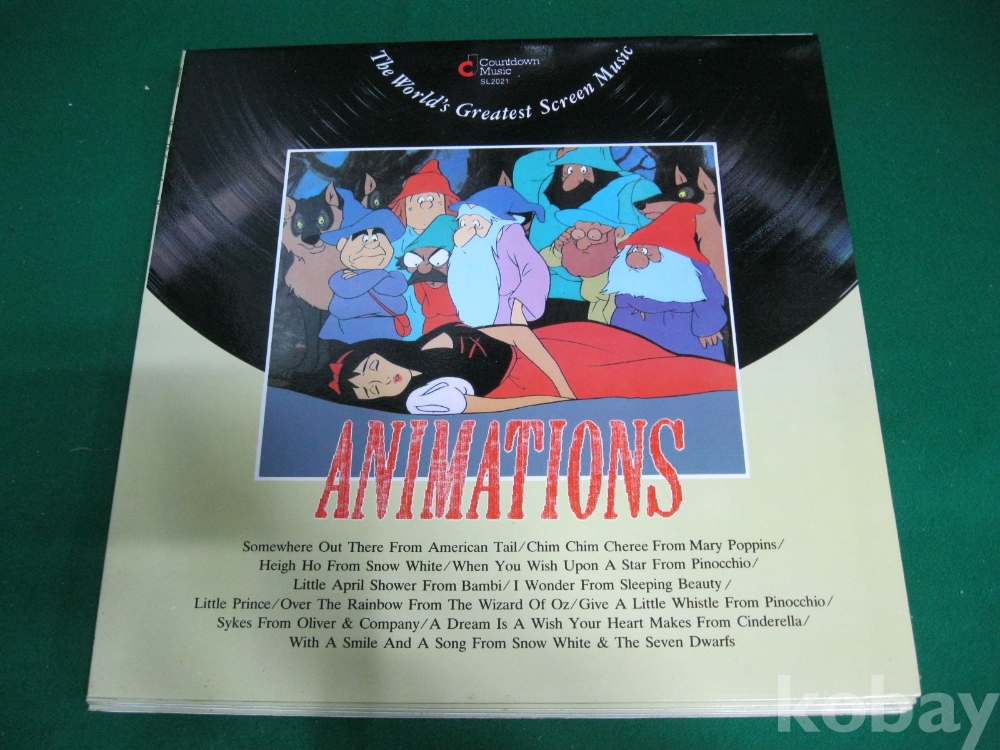 Countdown
Music
SL2021
The World's Greatest Screen Music
ANIMATIONS
Somewhere Out There From American Tail/Chim Chim Cheree From Mary Poppins/
Heigh Ho From Snow White/When You Wish Upon A Star From Pinocchio/
Little April Shower From Bambi/I Wonder From Sleeping Beauty/
Little Prince/Over The Rainbow From The Wizard Of Oz/Give A Little Whistle From Pinocchio/
Sykes From Oliver & Company/A Dream Is A Wish Your Heart Makes From Cinderella/
With A Smile And A Song From Snow White & The Seven Dwarfs
kobay